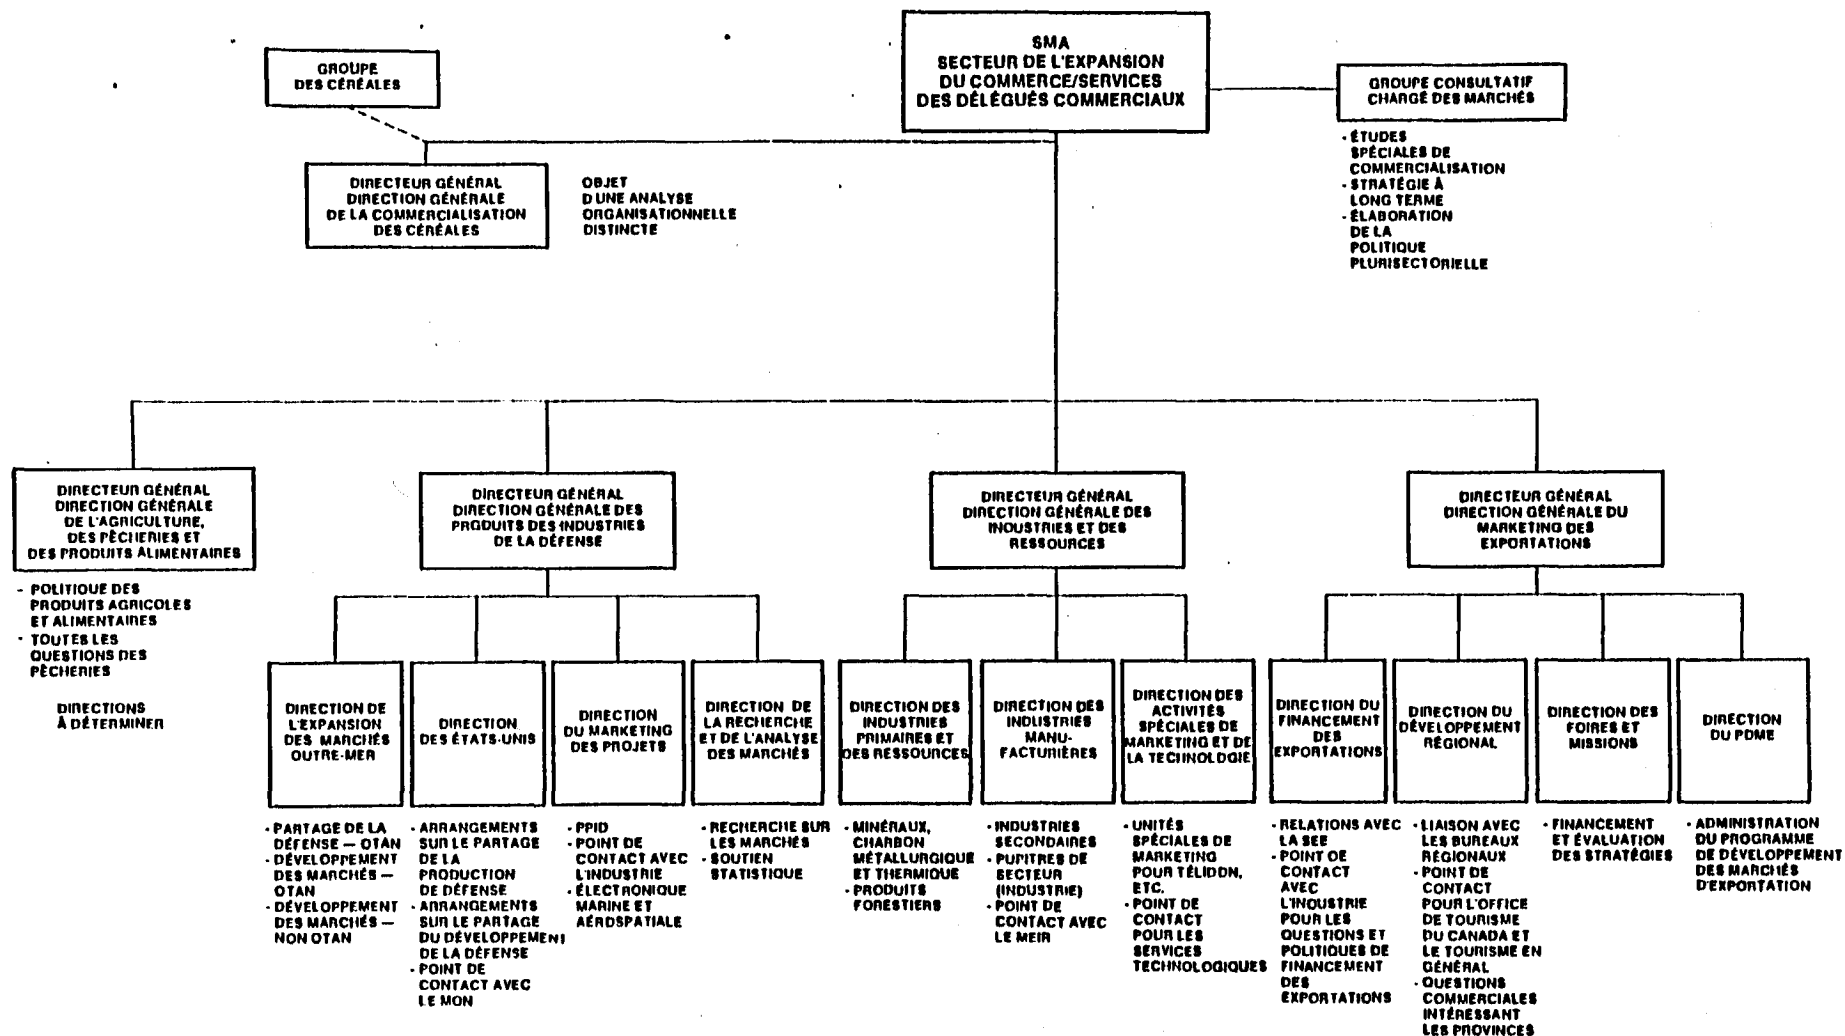 SMA
SECTEUR DE L'EXPANSION
DU COMMERCE/SERVICES
DES DÉLÉGUÉS COMMERCIAUX
GROUPE
DES CÉRÉALES
GROUPE CONSULTATIF
CHARGÉ DES MARCHÉS
- ÉTUDES
SPÉCIALES DE
COMMERCIALISATION
- STRATÉGIE À
LONG TERME
- ÉLABORATION
DE LA
POLITIQUE
PLURISECTORIELLE
DIRECTEUR GÉNÉRAL
DIRECTION GÉNÉRALE
DE LA COMMERCIALISATION
DES CÉRÉALES
OBJET
D'UNE ANALYSE
ORGANISATIONNELLE
DISTINCTE
DIRECTEUR GÉNÉRAL
DIRECTION GÉNÉRALE
DE L'AGRICULTURE,
DES PÊCHERIES ET
DES PRODUITS ALIMENTAIRES
- POLITIQUE DES
PRODUITS AGRICOLES
ET ALIMENTAIRES
- TOUTES LES
QUESTIONS DES
PÊCHERIES
DIRECTIONS
À DÉTERMINER
DIRECTEUR GÉNÉRAL
DIRECTION GÉNÉRALE DES
PRODUITS DES INDUSTRIES
DE LA DÉFENSE
DIRECTION DE
L'EXPANSION
DES MARCHÉS
OUTRE-MER
- PARTAGE DE LA
DÉFENSE — OTAN
- DÉVELOPPEMENT
DES MARCHÉS —
OTAN
- DÉVELOPPEMENT
DES MARCHÉS —
NON OTAN
DIRECTION
DES ÉTATS-UNIS
- ARRANGEMENTS
SUR LE PARTAGE
DE LA
PRODUCTION
DE DÉFENSE
- ARRANGEMENTS
SUR LE PARTAGE
DU DÉVELOPPEMENT
DE LA DÉFENSE
- POINT DE
CONTACT AVEC
LE MDN
DIRECTION
DU MARKETING
DES PROJETS
- PPID
- POINT DE
CONTACT AVEC
L'INDUSTRIE
- ÉLECTRONIQUE
MARINE ET
AÉROSPATIALE
DIRECTION DE
LA RECHERCHE
ET DE L'ANALYSE
DES MARCHÉS
- RECHERCHE SUR
LES MARCHÉS
- SOUTIEN
STATISTIQUE
DIRECTEUR GÉNÉRAL
DIRECTION GÉNÉRALE DES
INDUSTRIES ET DES
RESSOURCES
DIRECTION DES
INDUSTRIES
PRIMAIRES ET
DES RESSOURCES
- MINÉRAUX,
CHARBON
MÉTALLURGIQUE
ET THERMIQUE
- PRODUITS
FORESTIERS
DIRECTION DES
INDUSTRIES
MANU-
FACTURIÈRES
- INDUSTRIES
SECONDAIRES
- PUPITRES DE
SECTEUR
(INDUSTRIE)
- POINT DE
CONTACT AVEC
LE MEIR
DIRECTION DES
ACTIVITÉS
SPÉCIALES DE
MARKETING ET DE
LA TECHNOLOGIE
- UNITÉS
SPÉCIALES DE
MARKETING
POUR TÉLIDON,
ETC.
- POINT DE
CONTACT
POUR LES
SERVICES
TECHNOLOGIQUES
DIRECTEUR GÉNÉRAL
DIRECTION GÉNÉRALE DU
MARKETING DES
EXPORTATIONS
DIRECTION DU
FINANCEMENT
DES
EXPORTATIONS
- RELATIONS AVEC
LA SEE
- POINT DE
CONTACT
AVEC
L'INDUSTRIE
POUR LES
QUESTIONS ET
POLITIQUES DE
FINANCEMENT
DES
EXPORTATIONS
DIRECTION DU
DÉVELOPPEMENT
RÉGIONAL
- LIAISON AVEC
LES BUREAUX
RÉGIONAUX
- POINT DE
CONTACT
POUR L'OFFICE
DE TOURISME
DU CANADA ET
LE TOURISME EN
GÉNÉRAL
- QUESTIONS
COMMERCIALES
INTÉRESSANT
LES PROVINCES
DIRECTION DES
FOIRES ET
MISSIONS
- FINANCEMENT
ET ÉVALUATION
DES STRATÉGIES
DIRECTION
DU PDME
- ADMINISTRATION
DU PROGRAMME
DE DÉVELOPPEMENT
DES MARCHÉS
D'EXPORTATION